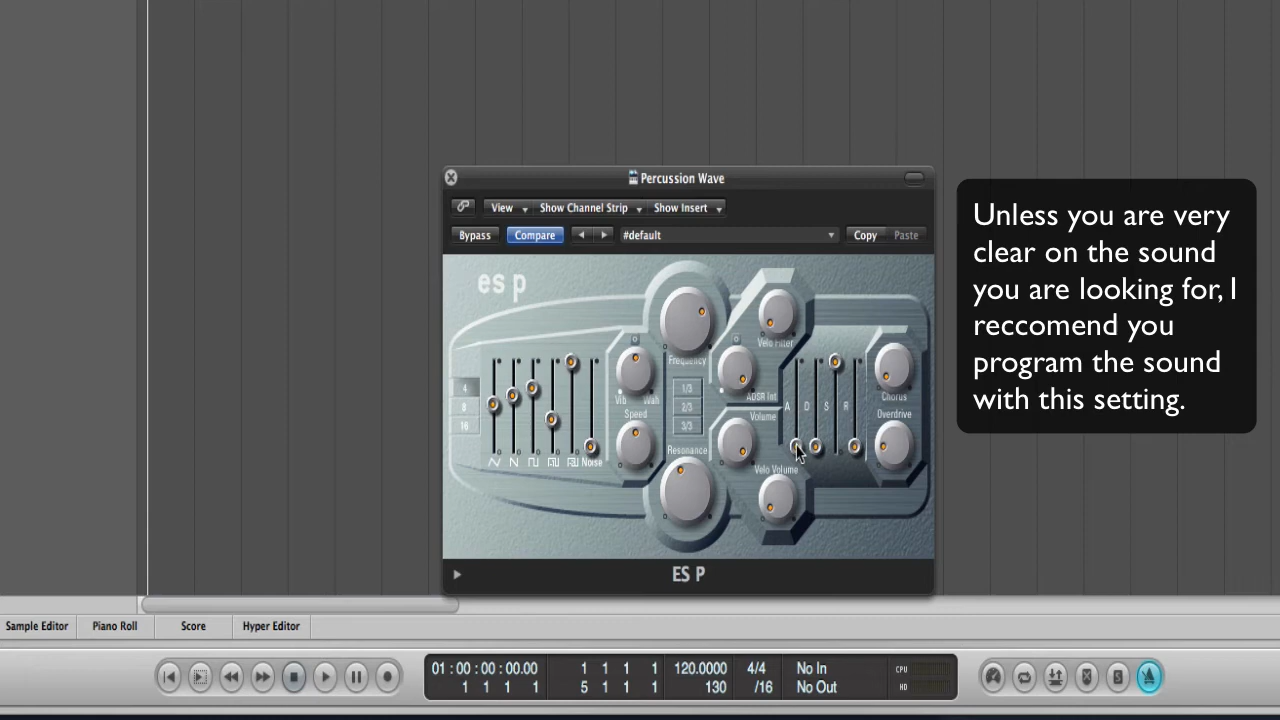 Percussion Wave
View Show Channel Strip Show Insert
Bypass Compare #default Copy Paste
Unless you are very
clear on the sound
you are looking for, I
reccomend you
program the sound
with this setting.
es p
Velo Filter
Frequency
4
8
16
1/3
2/3
3/3
Vib Wah
ADSR Int
A D S R
Chorus
Speed
Volume
Overdrive
Resonance
Noise
Velo Volume
ES P
Sample Editor Piano Roll Score Hyper Editor
01 : 00 : 00 : 00.00 1 1 1 1 120.0000 4/4 No In CPU
1 1 1 1 5 1 1 1 130 /16 No Out HD